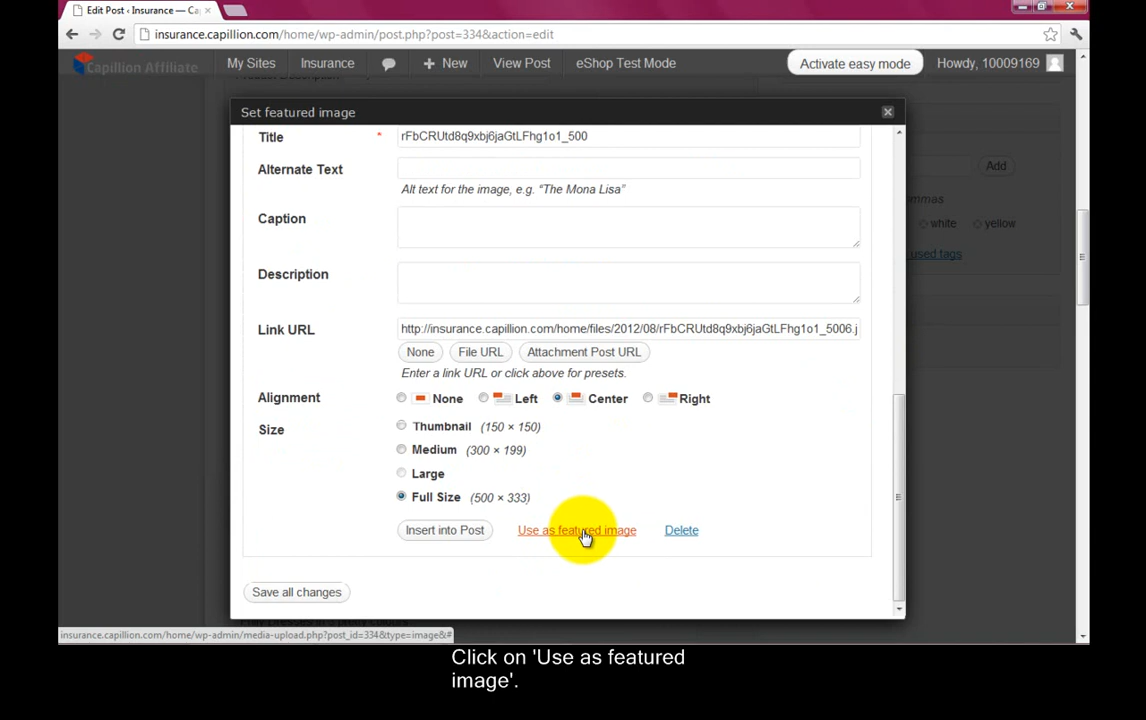 Edit Post ‹ Insurance — Ca
insurance.capillion.com/home/wp-admin/post.php?post=334&action=edit
Capillion Affiliate My Sites Insurance New View Post eShop Test Mode Activate easy mode Howdy, 10009169
Set featured image
Title * rFbCRUtd8q9xbj6jaGtLFhg1o1_500
Add
Alternate Text
Alt text for the image, e.g. “The Mona Lisa”
ommas
Caption
white yellow
used tags
Description
Link URL http://insurance.capillion.com/home/files/2012/08/rFbCRUtd8q9xbj6jaGtLFhg1o1_5006.j
None File URL Attachment Post URL
Enter a link URL or click above for presets.
Alignment None Left Center Right
Size Thumbnail (150 × 150)
Medium (300 × 199)
Large
Full Size (500 × 333)
Insert into Post Use as featured image Delete
Save all changes
insurance.capillion.com/home/wp-admin/media-upload.php?post_id=334&type=image&#
Click on 'Use as featured
image'.